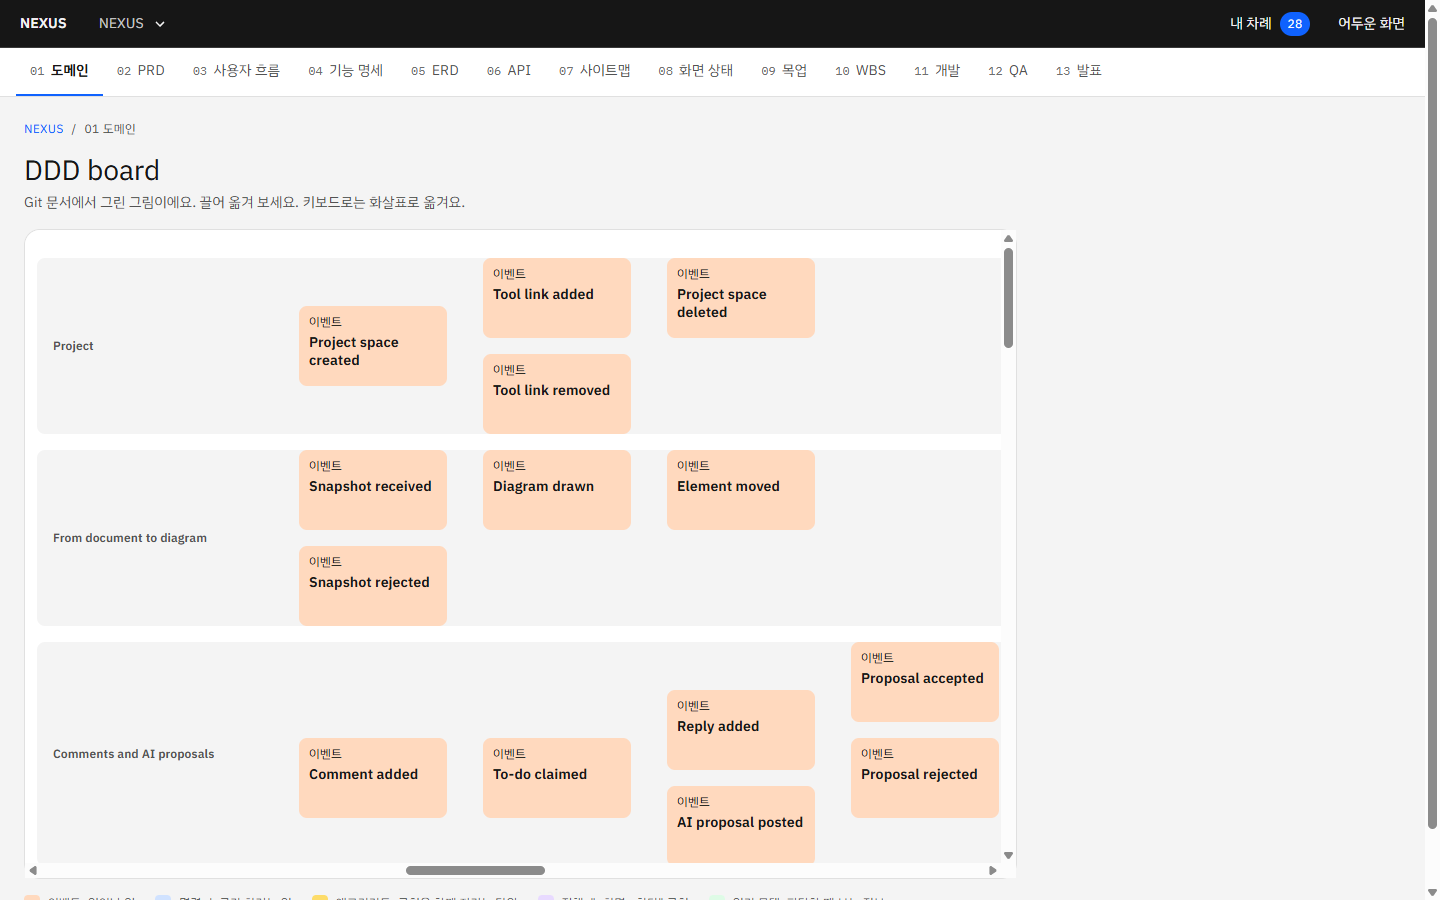 NEXUS
NEXUS
내 차례 28
어두운 화면
01 도메인
02 PRD
03 사용자 흐름
04 기능 명세
05 ERD
06 API
07 사이트맵
08 화면 상태
09 목업
10 WBS
11 개발
12 QA
13 발표
NEXUS / 01 도메인
DDD board
Git 문서에서 그린 그림이에요. 끌어 옮겨 보세요. 키보드로는 화살표로 옮겨요.
Project
이벤트
Project space
created
이벤트
Tool link added
이벤트
Tool link removed
이벤트
Project space
deleted
From document to diagram
이벤트
Snapshot received
이벤트
Snapshot rejected
이벤트
Diagram drawn
이벤트
Element moved
Comments and AI proposals
이벤트
Comment added
이벤트
To-do claimed
이벤트
Reply added
이벤트
AI proposal posted
이벤트
Proposal accepted
이벤트
Proposal rejected